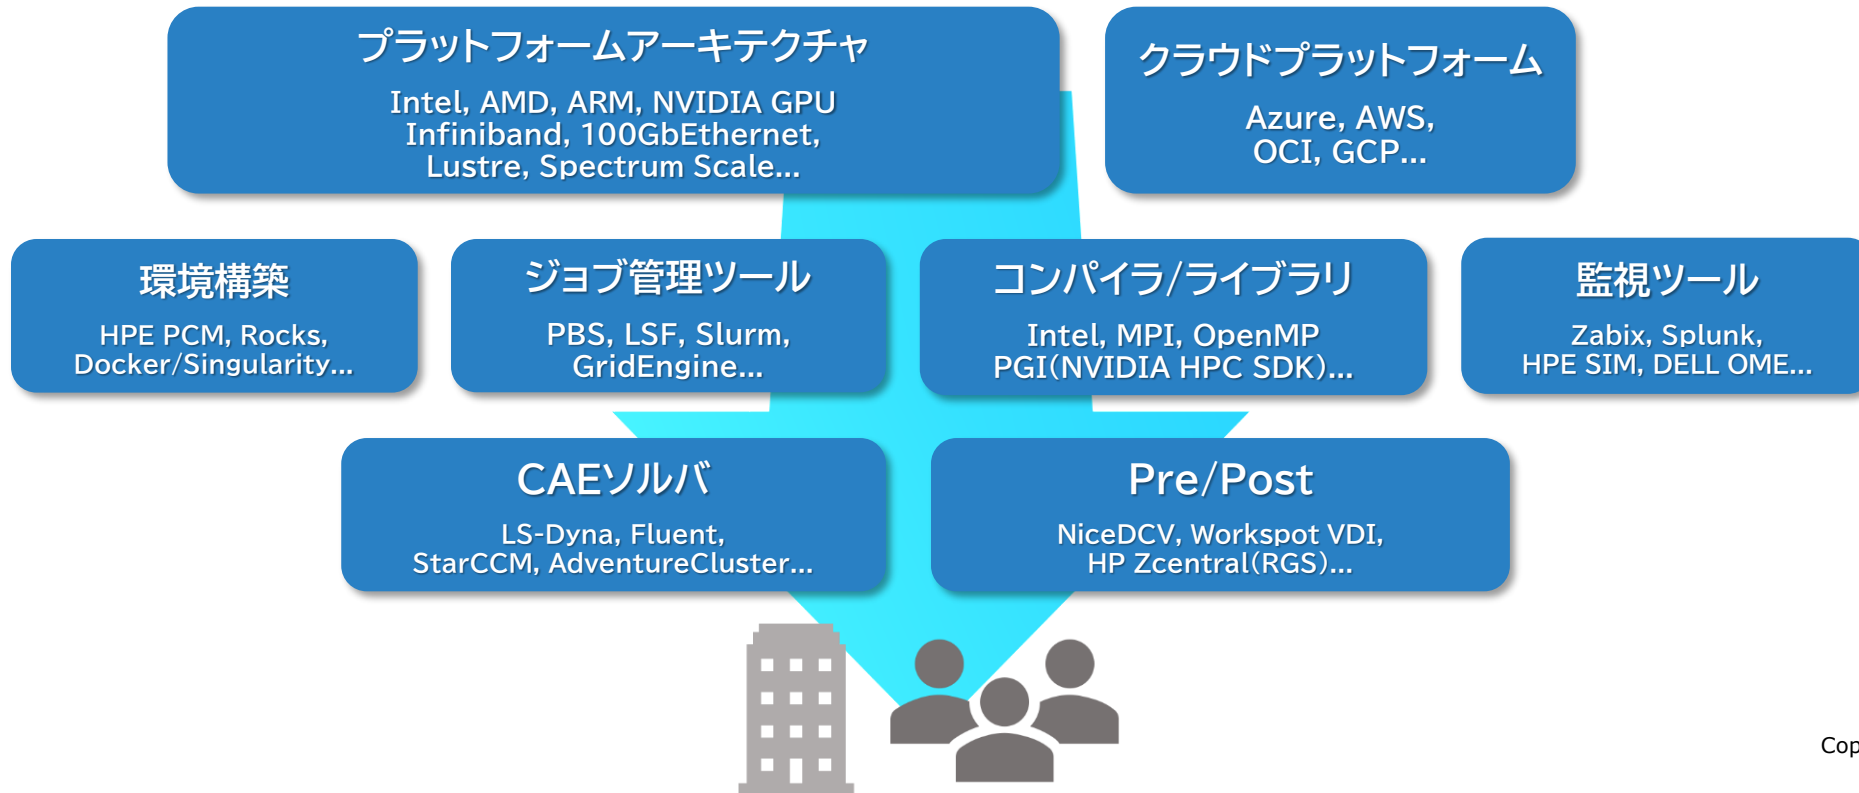 プラットフォームアーキテクチャ
Intel, AMD, ARM, NVIDIA GPU
Infiniband, 100GbEthernet,
Lustre, Spectrum Scale...
クラウドプラットフォーム
Azure, AWS,
OCI, GCP...
環境構築
HPE PCM, Rocks,
Docker/Singularity...
ジョブ管理ツール
PBS, LSF, Slurm,
GridEngine...
コンパイラ/ライブラリ
Intel, MPI, OpenMP
PGI(NVIDIA HPC SDK)...
監視ツール
Zabix, Splunk,
HPE SIM, DELL OME...
CAEソルバ
LS-Dyna, Fluent,
StarCCM, AdventureCluster...
Pre/Post
NiceDCV, Workspot VDI,
HP Zcentral(RGS)...
Cop